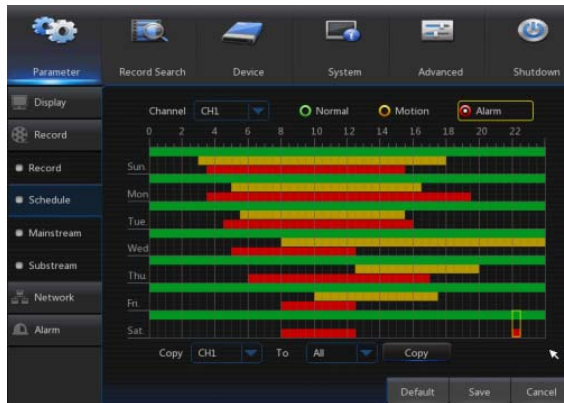 Parameter Record Search Device System Advanced Shutdown
Display
Record
Record
Schedule
Mainstream
Substream
Network
Alarm
Channel CH1 Normal Motion Alarm
0 2 4 6 8 10 12 14 16 18 20 22
Sun.
Mon
Tue.
Wed
Thu.
Fri.
Sat.
Copy CH1 To All Copy
Default Save Cancel